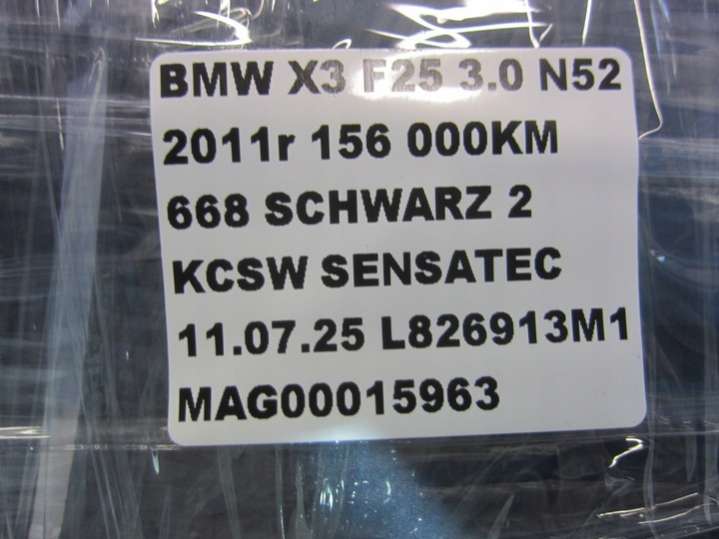 BMW X3 F25 3.0 N52
2011r 156 000KM
668 SCHWARZ 2
KCSW SENSATEC
11.07.25 L826913M1
MAG00015963